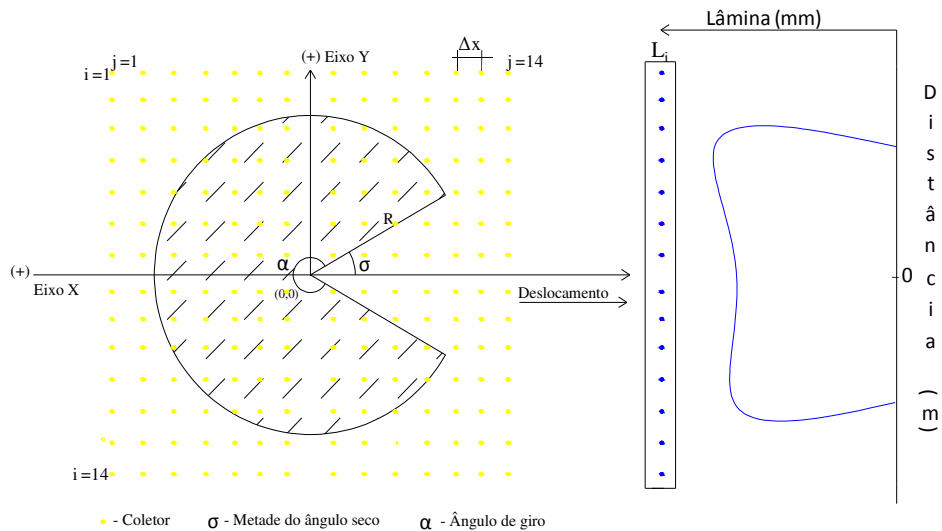 Lâmina (mm)
(+) Eixo Y
Δx
j=1
j=14
i=1
L i
Distância (m)
R
α
σ
0
(+)
(0,0)
Eixo X
Deslocamento
i=14
- Coletor
σ - Metade do ângulo seco
α - Ângulo de giro